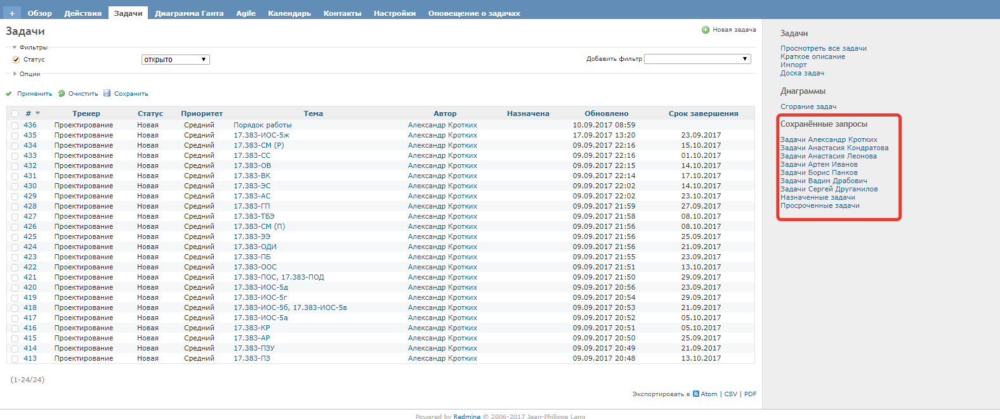 + Обзор Действия Задачи Диаграмма Ганта Agile Календарь Контакты Настройки Оповещение о задачах
Задачи
Новая задача
Фильтры
Статус открыто Добавить фильтр
Опции
Применить Очистить Сохранить
# Трекер Статус Приоритет Тема Автор Назначена Обновлено Срок завершения
436 Проектирование Новая Средний Порядок работы Александр Кротких 10.09.2017 08:59
435 Проектирование Новая Средний 17.383-ИОС-5ж Александр Кротких 17.09.2017 13:20 23.09.2017
434 Проектирование Новая Средний 17.383-СМ (Р) Александр Кротких 09.09.2017 22:16 15.10.2017
433 Проектирование Новая Средний 17.383-СС Александр Кротких 09.09.2017 22:16 01.10.2017
432 Проектирование Новая Средний 17.383-ОВ Александр Кротких 09.09.2017 22:15 14.10.2017
431 Проектирование Новая Средний 17.383-ВК Александр Кротких 09.09.2017 22:14 17.10.2017
430 Проектирование Новая Средний 17.383-ЭС Александр Кротких 09.09.2017 22:02 14.10.2017
429 Проектирование Новая Средний 17.383-АС Александр Кротких 09.09.2017 22:02 23.10.2017
428 Проектирование Новая Средний 17.383-ГП Александр Кротких 09.09.2017 21:59 27.09.2017
427 Проектирование Новая Средний 17.383-ТБЭ Александр Кротких 09.09.2017 21:58 08.10.2017
426 Проектирование Новая Средний 17.383-СМ (П) Александр Кротких 09.09.2017 21:56 08.10.2017
425 Проектирование Новая Средний 17.383-ЭЭ Александр Кротких 09.09.2017 21:56 25.09.2017
424 Проектирование Новая Средний 17.383-ОДИ Александр Кротких 09.09.2017 21:56 21.09.2017
423 Проектирование Новая Средний 17.383-ПБ Александр Кротких 09.09.2017 21:55 23.09.2017
422 Проектирование Новая Средний 17.383-ООС Александр Кротких 09.09.2017 21:51 13.10.2017
421 Проектирование Новая Средний 17.383-ПОС, 17.383-ПОД Александр Кротких 09.09.2017 21:50 29.09.2017
420 Проектирование Новая Средний 17.383-ИОС-5д Александр Кротких 09.09.2017 20:56 23.09.2017
419 Проектирование Новая Средний 17.383-ИОС-5г Александр Кротких 09.09.2017 20:54 29.09.2017
418 Проектирование Новая Средний 17.383-ИОС-5б, 17.383-ИОС-5в Александр Кротких 09.09.2017 20:53 21.09.2017
417 Проектирование Новая Средний 17.383-ИОС-5а Александр Кротких 09.09.2017 20:52 05.10.2017
416 Проектирование Новая Средний 17.383-КР Александр Кротких 09.09.2017 20:51 05.10.2017
415 Проектирование Новая Средний 17.383-АР Александр Кротких 09.09.2017 20:50 25.09.2017
414 Проектирование Новая Средний 17.383-ПЗУ Александр Кротких 09.09.2017 20:49 21.09.2017
413 Проектирование Новая Средний 17.383-ПЗ Александр Кротких 09.09.2017 20:48 13.10.2017
(1-24/24)
Экспортировать в Atom | CSV | PDF
Задачи
Просмотреть все задачи
Краткое описание
Импорт
Доска задач
Диаграммы
Сгорание задач
Сохранённые запросы
Задачи Александр Кротких
Задачи Анастасия Кондратова
Задачи Анастасия Леонова
Задачи Артем Иванов
Задачи Борис Панков
Задачи Вадим Драбович
Задачи Сергей Другамилов
Назначенные задачи
Просроченные задачи
Powered by Redmine © 2006-2017 Jean-Philippe Lang